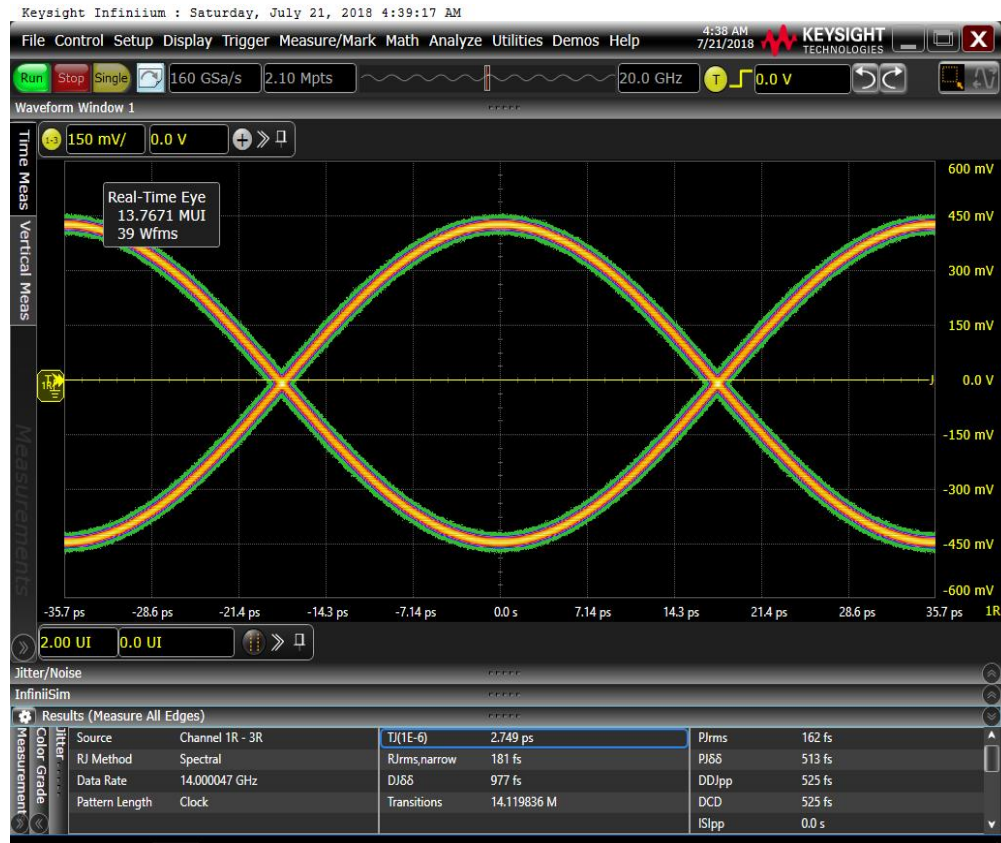 Keysight Infiniium : Saturday, July 21, 2018 4:39:17 AM
File Control Setup Display Trigger Measure/Mark Math Analyze Utilities Demos Help
4:38 AM
7/21/2018
KEYSIGHT
TECHNOLOGIES
X
Run Stop Single 160 GSa/s 2.10 Mpts 20.0 GHz T 0.0 V
Waveform Window 1
Time Meas
Vertical Meas
Measurements
1-3 150 mV/ 0.0 V
Real-Time Eye
13.7671 MUI
39 Wfms
600 mV
450 mV
300 mV
150 mV
0.0 V
-150 mV
-300 mV
-450 mV
-600 mV
1R
-35.7 ps -28.6 ps -21.4 ps -14.3 ps -7.14 ps 0.0 s 7.14 ps 14.3 ps 21.4 ps 28.6 ps 35.7 ps 1R
2.00 UI 0.0 UI
Jitter/Noise
InfiniiSim
Results (Measure All Edges)
Measurement
Color Grade
Jitter
Source Channel 1R - 3R TJ(1E-6) 2.749 ps PJrms 162 fs
RJ Method Spectral RJrms,narrow 181 fs PJδδ 513 fs
Data Rate 14.000047 GHz DJδδ 977 fs DDJpp 525 fs
Pattern Length Clock Transitions 14.119836 M DCD 525 fs
ISIpp 0.0 s